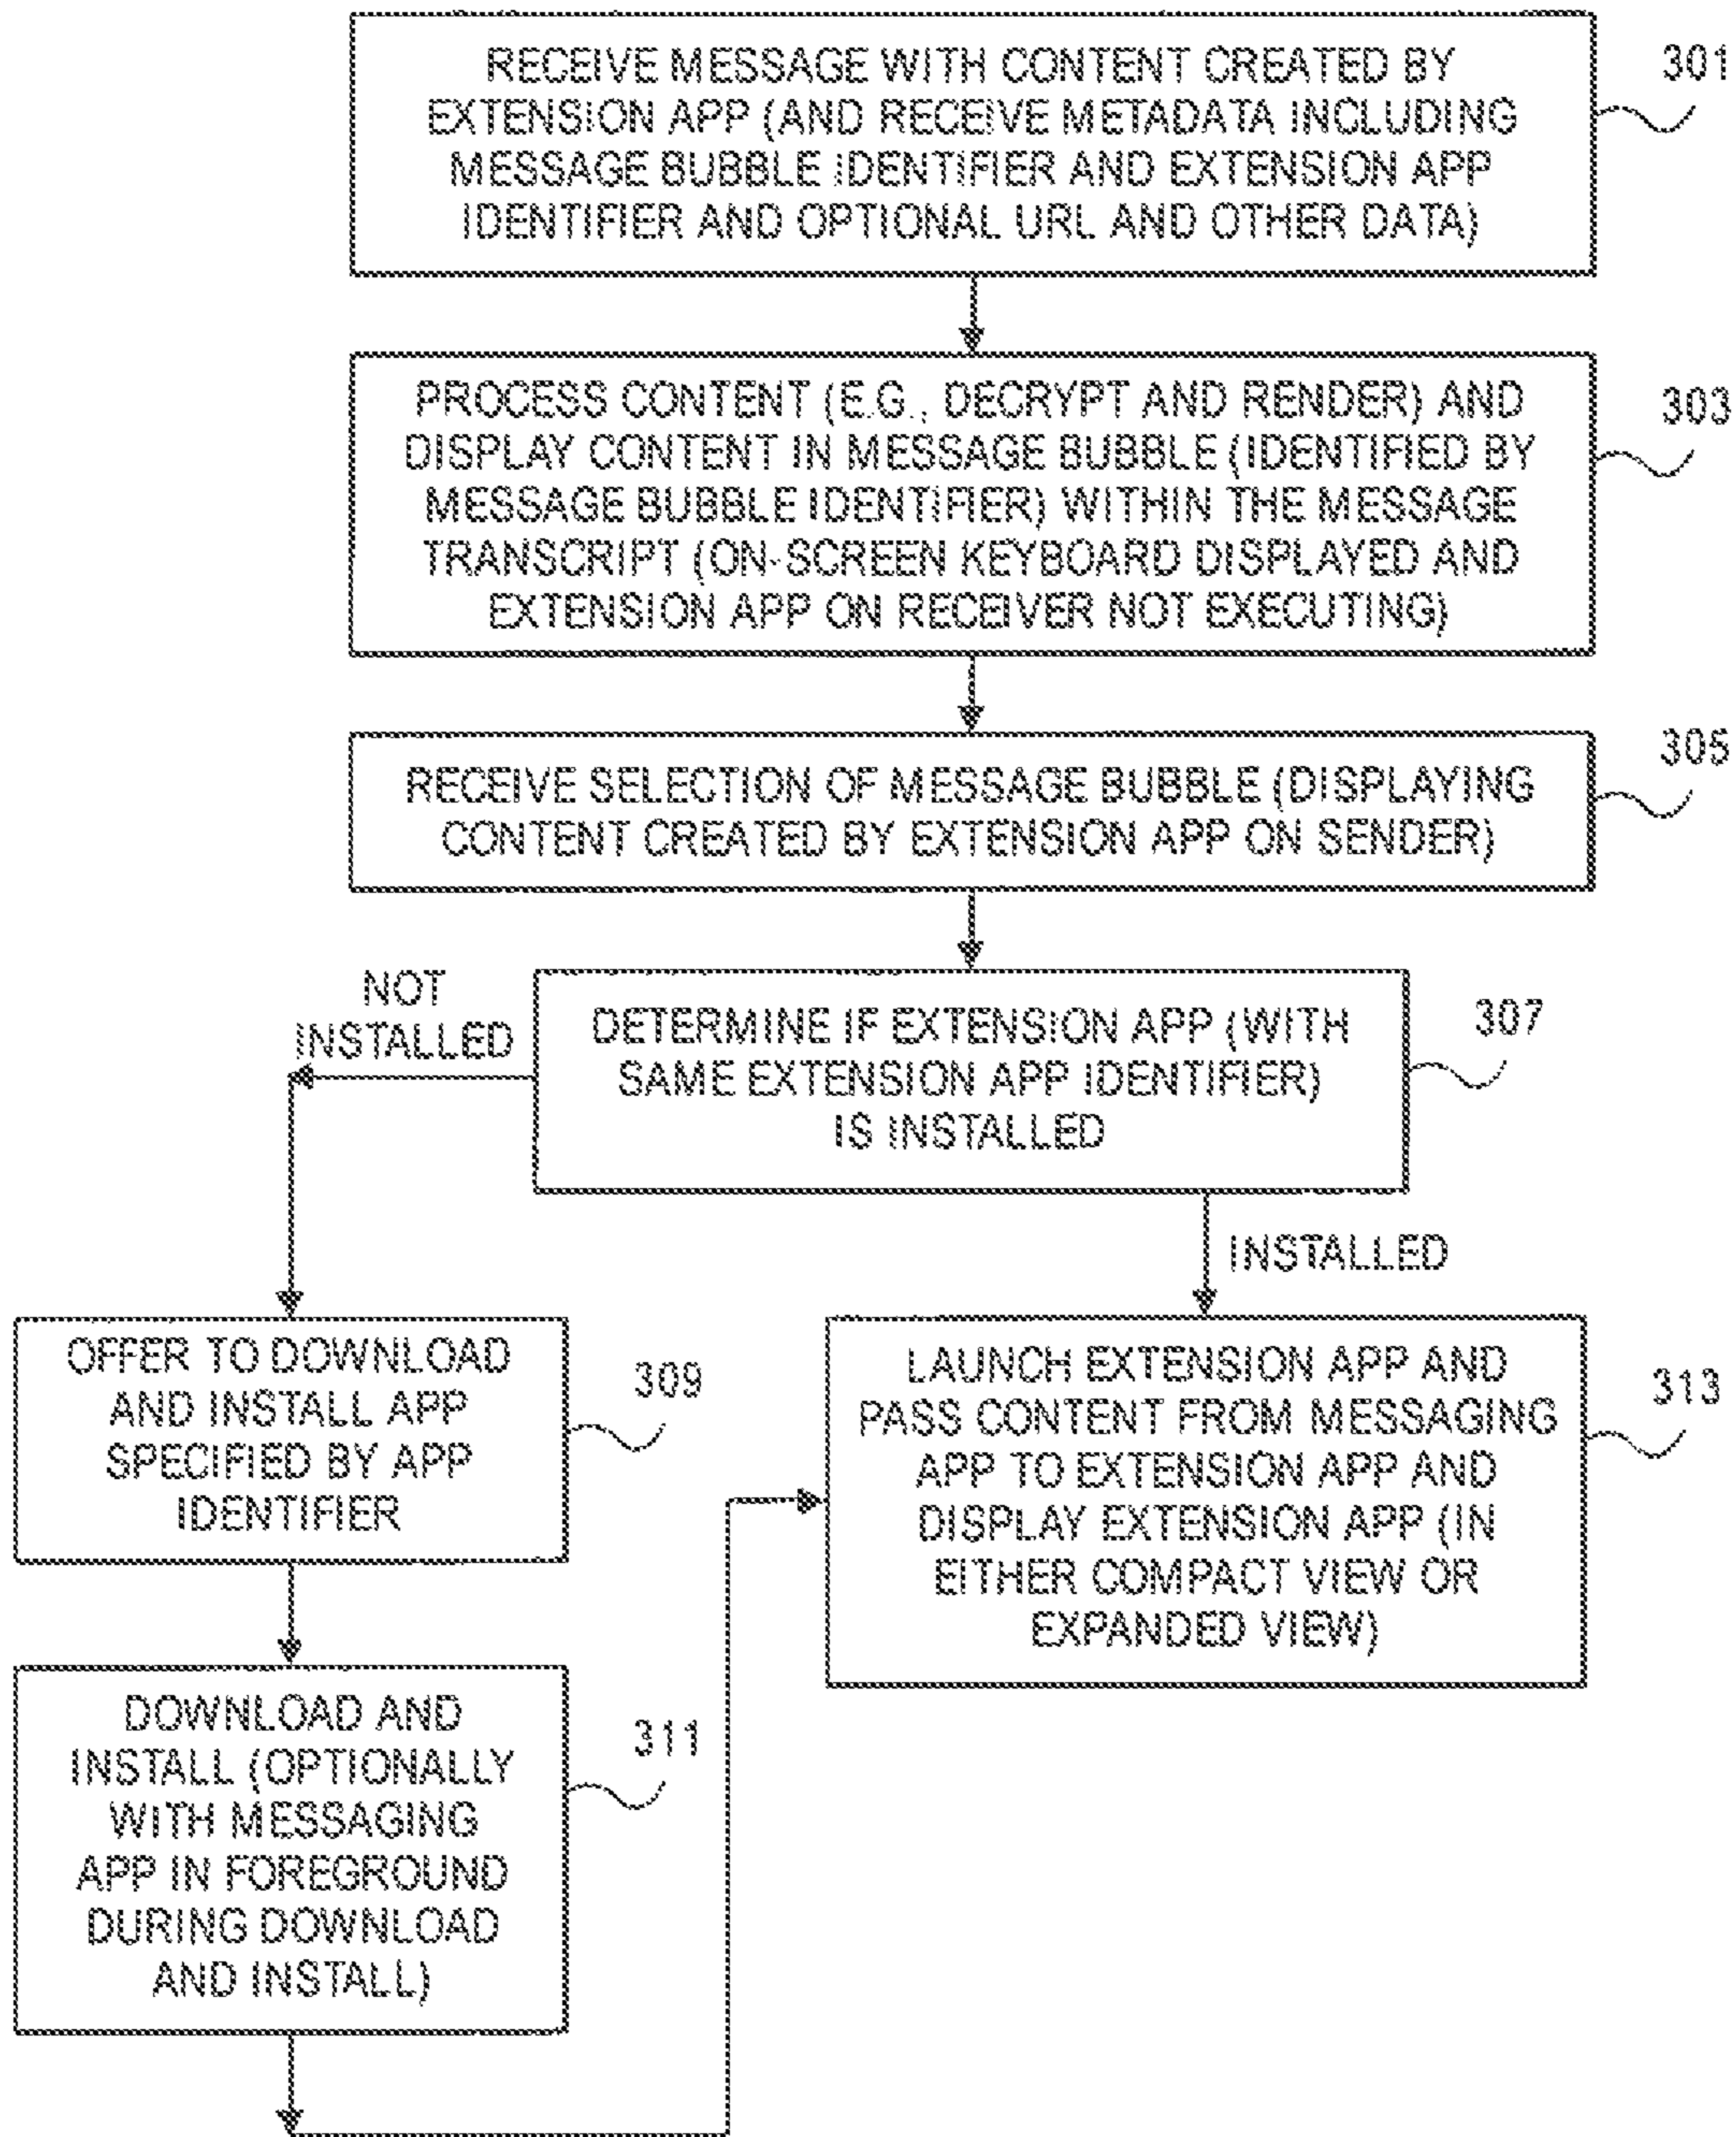 RECEIVE MESSAGE WITH CONTENT CREATED BY
EXTENSION APP (AND RECEIVE METADATA INCLUDING
MESSAGE BUBBLE IDENTIFIER AND EXTENSION APP
IDENTIFIER AND OPTIONAL URL AND OTHER DATA)
301
PROCESS CONTENT (E.G., DECRYPT AND RENDER) AND
DISPLAY CONTENT IN MESSAGE BUBBLE (IDENTIFIED BY
MESSAGE BUBBLE IDENTIFIER) WITHIN THE MESSAGE
TRANSCRIPT (ON-SCREEN KEYBOARD DISPLAYED AND
EXTENSION APP ON RECEIVER NOT EXECUTING)
303
RECEIVE SELECTION OF MESSAGE BUBBLE (DISPLAYING
CONTENT CREATED BY EXTENSION APP ON SENDER)
305
DETERMINE IF EXTENSION APP (WITH
SAME EXTENSION APP IDENTIFIER)
IS INSTALLED
307
NOT
INSTALLED
INSTALLED
OFFER TO DOWNLOAD
AND INSTALL APP
SPECIFIED BY APP
IDENTIFIER
309
DOWNLOAD AND
INSTALL (OPTIONALLY
WITH MESSAGING
APP IN FOREGROUND
DURING DOWNLOAD
AND INSTALL)
311
LAUNCH EXTENSION APP AND
PASS CONTENT FROM MESSAGING
APP TO EXTENSION APP AND
DISPLAY EXTENSION APP (IN
EITHER COMPACT VIEW OR
EXPANDED VIEW)
313